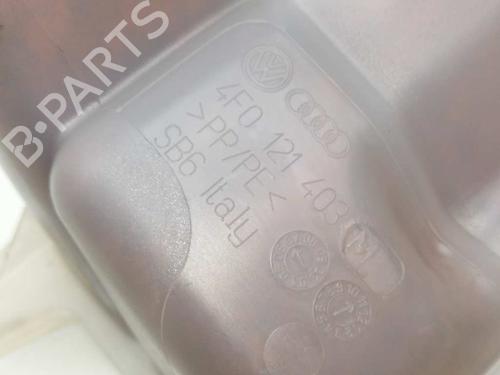 B-PARTS
4F0 121 403 M
>PP/PE<
SB6 Italy